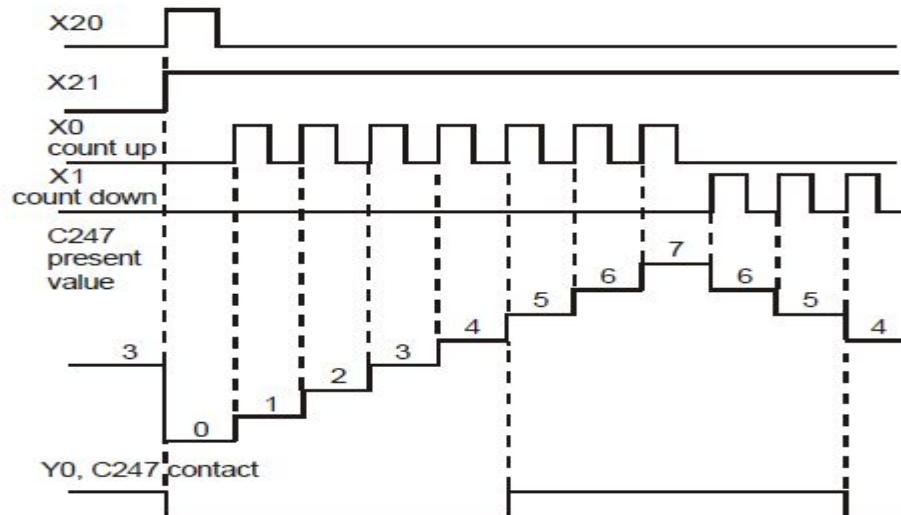 X20
X21
X0
count up
X1
count down
C247
present
value
7
6
6
5
5
4
4
3
3
2
1
0
Y0, C247 contact